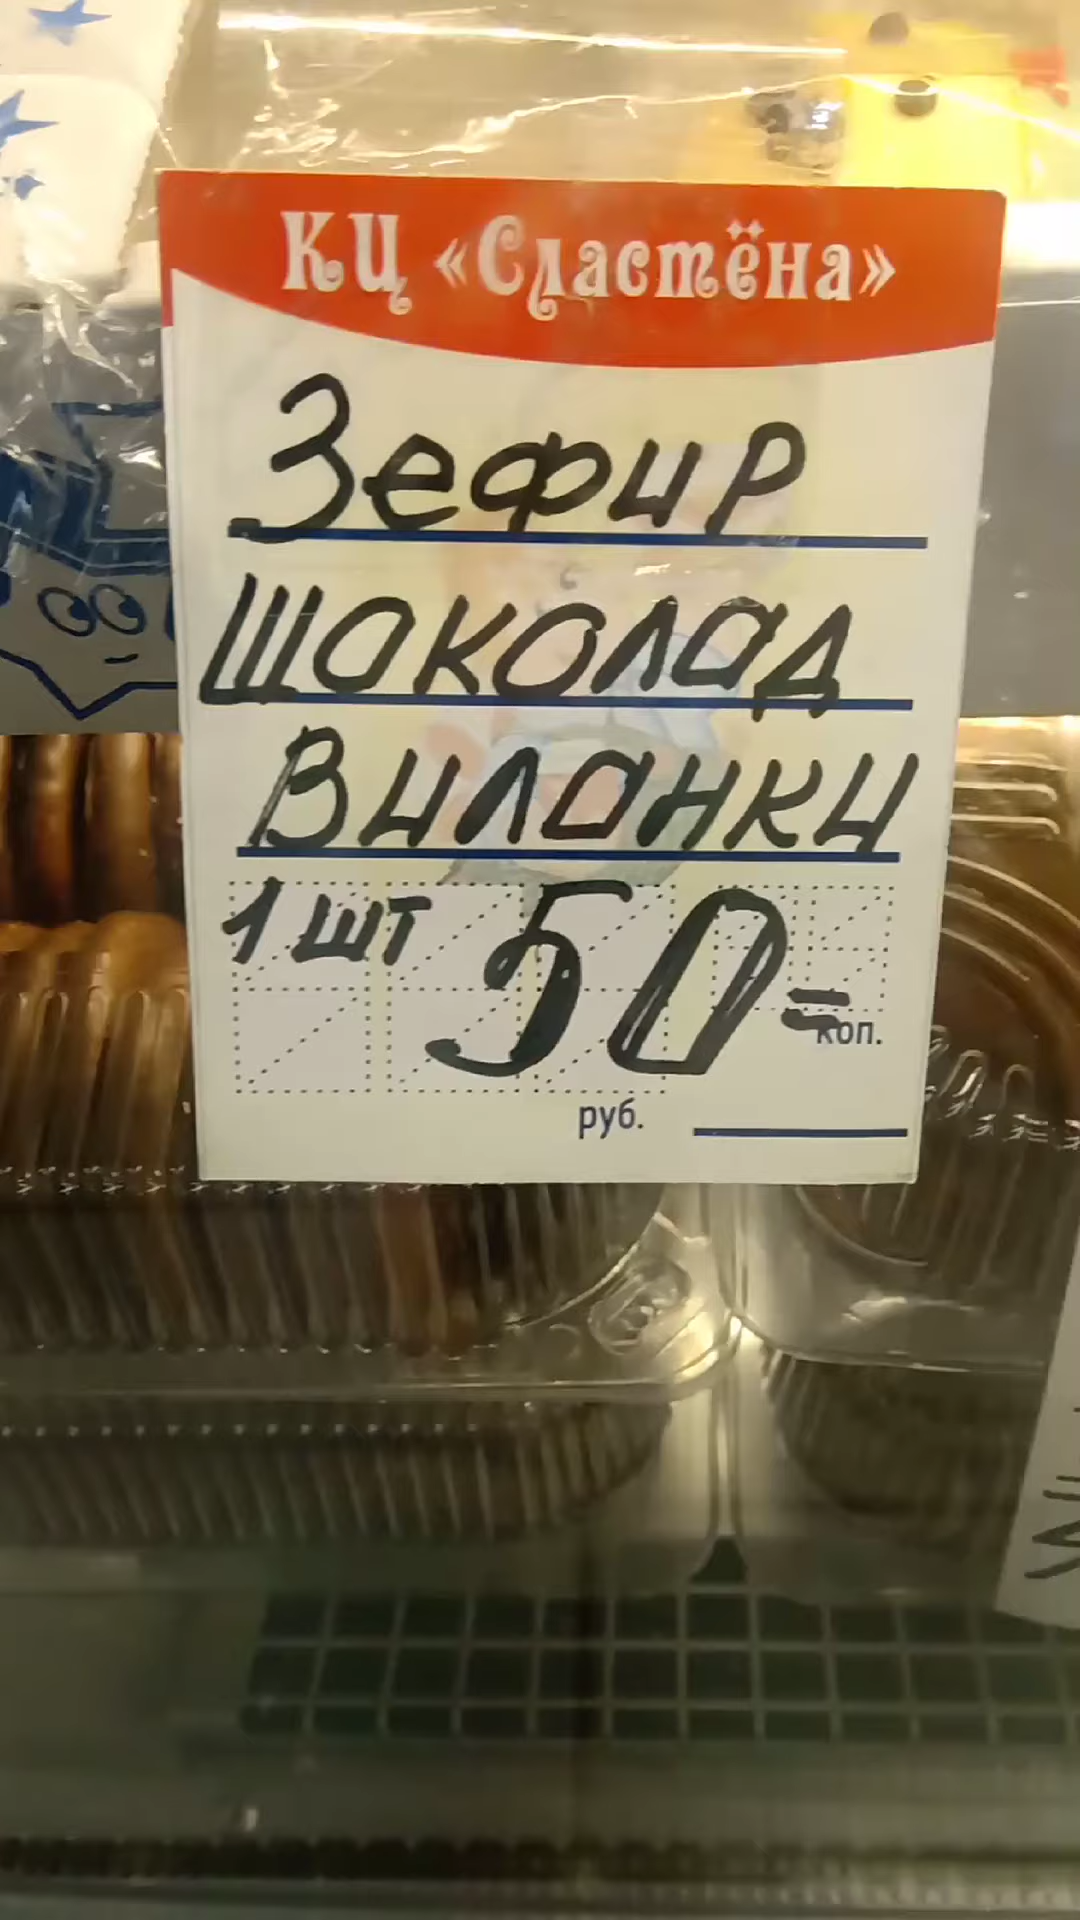 КЦ «Сластёна»
Зефир
Шоколад
Виланки
1 шт 50=
коп.
руб.